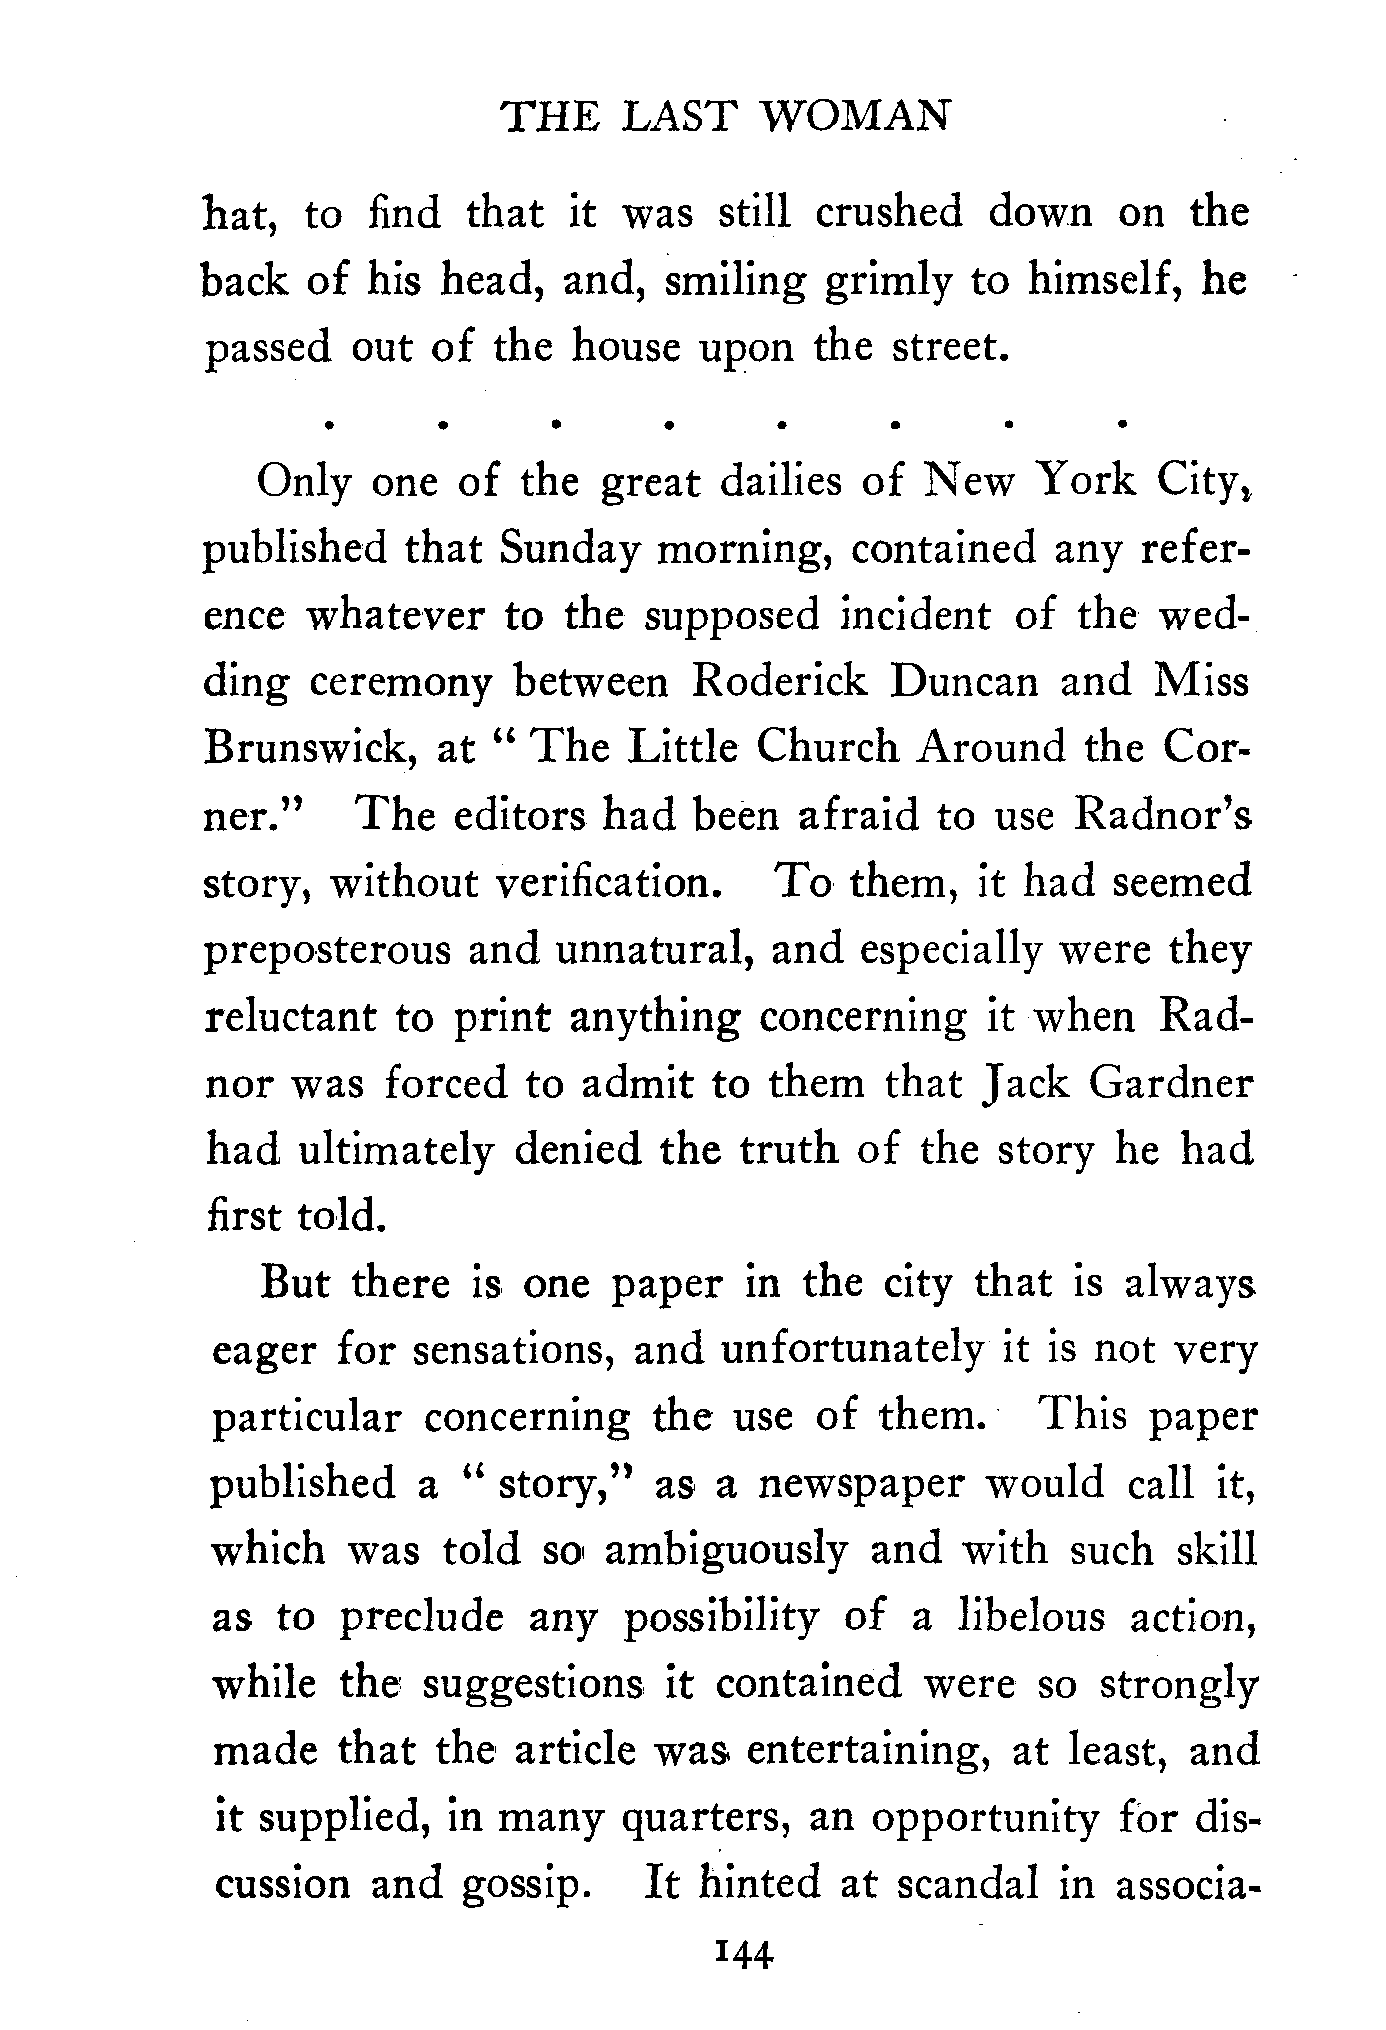 THE LAST WOMAN
hat, to find that it was still crushed down on the
back of his head, and, smiling grimly to himself, he
passed out of the house upon the street.
. . . . . . . .
Only one of the great dailies of New York City,
published that Sunday morning, contained any refer-
ence whatever to the supposed incident of the wed-
ding ceremony between Roderick Duncan and Miss
Brunswick, at “ The Little Church Around the Cor-
ner.” The editors had been afraid to use Radnor’s
story, without verification. To them, it had seemed
preposterous and unnatural, and especially were they
reluctant to print anything concerning it when Rad-
nor was forced to admit to them that Jack Gardner
had ultimately denied the truth of the story he had
first told.
But there is one paper in the city that is always
eager for sensations, and unfortunately it is not very
particular concerning the use of them. This paper
published a “ story,” as a newspaper would call it,
which was told so ambiguously and with such skill
as to preclude any possibility of a libelous action,
while the suggestions it contained were so strongly
made that the article was entertaining, at least, and
it supplied, in many quarters, an opportunity for dis-
cussion and gossip. It hinted at scandal in associa-
144